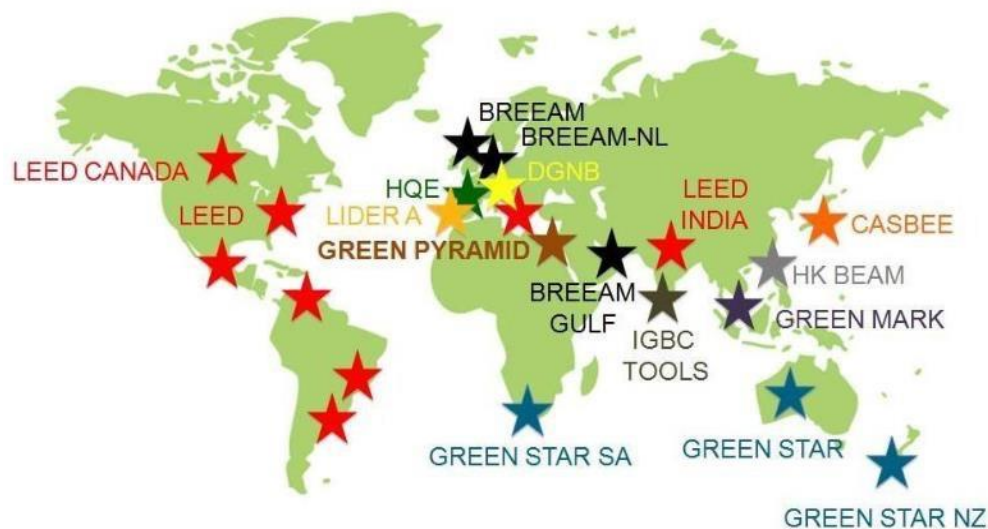 BREEAM
BREEAM-NL
LEED CANADA
HQE
DGNB
LEED
INDIA
LEED
LIDER A
CASBEE
GREEN PYRAMID
HK BEAM
BREEAM
GULF
GREEN MARK
IGBC
TOOLS
GREEN STAR SA
GREEN STAR
GREEN STAR NZ